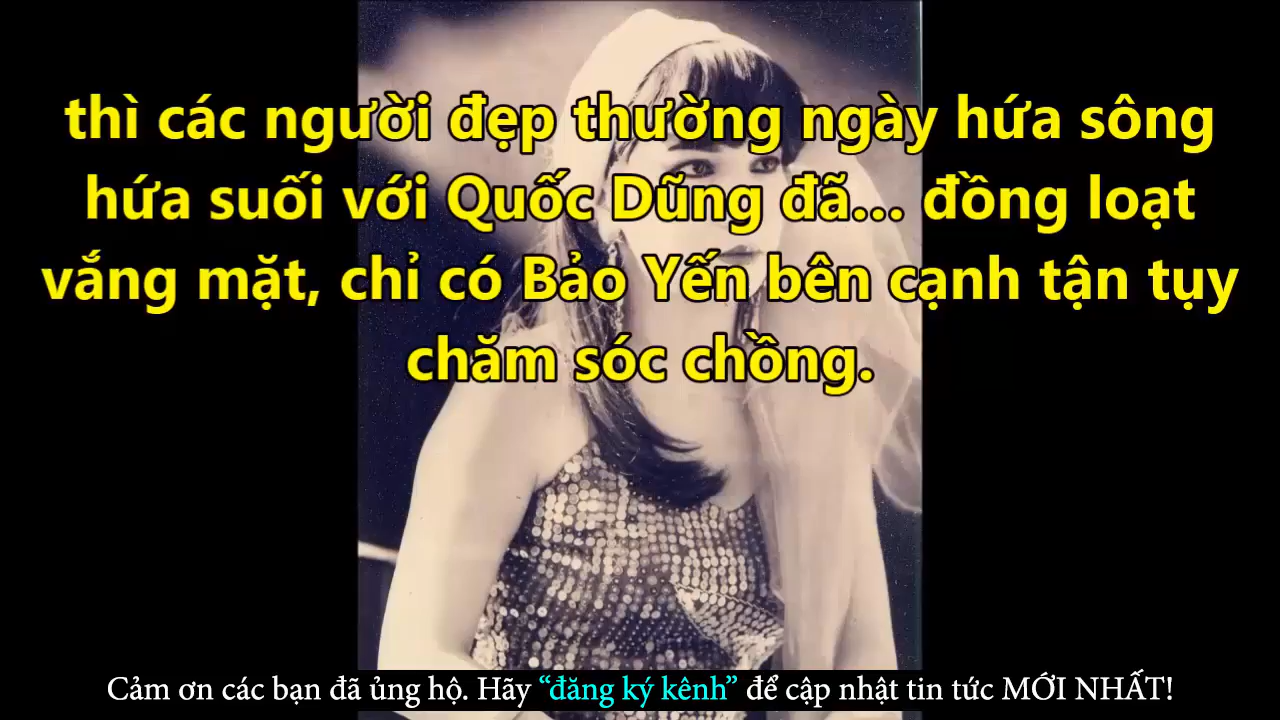 thì các người đẹp thường ngày hứa sông
hứa suối với Quốc Dũng đã... đồng loạt
vắng mặt, chỉ có Bảo Yến bên cạnh tận tụy
chăm sóc chồng.
Cảm ơn các bạn đã ủng hộ. Hãy “đăng ký kênh” để cập nhật tin tức MỚI NHẤT!